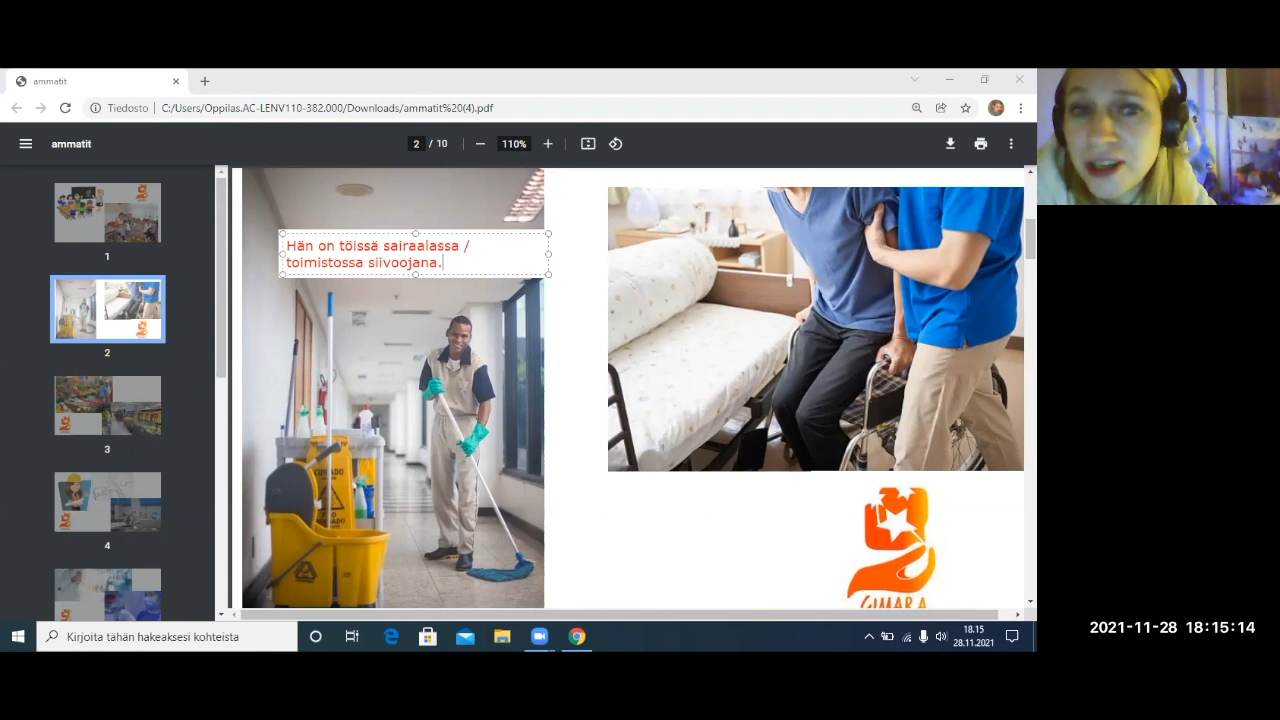 ammatit
Tiedosto
C:/Users/Oppilas.AC-LENV110-382.000/Downloads/ammatit%20(4).pdf
ammatit
2 / 10
110%
1
2
3
4
Hän on töissä sairaalassa /
toimistossa siivoojana.
CUIDADO
GIMARA
Kirjoita tähän hakeaksesi kohteista
18.15
28.11.2021
2021-11-28 18:15:14